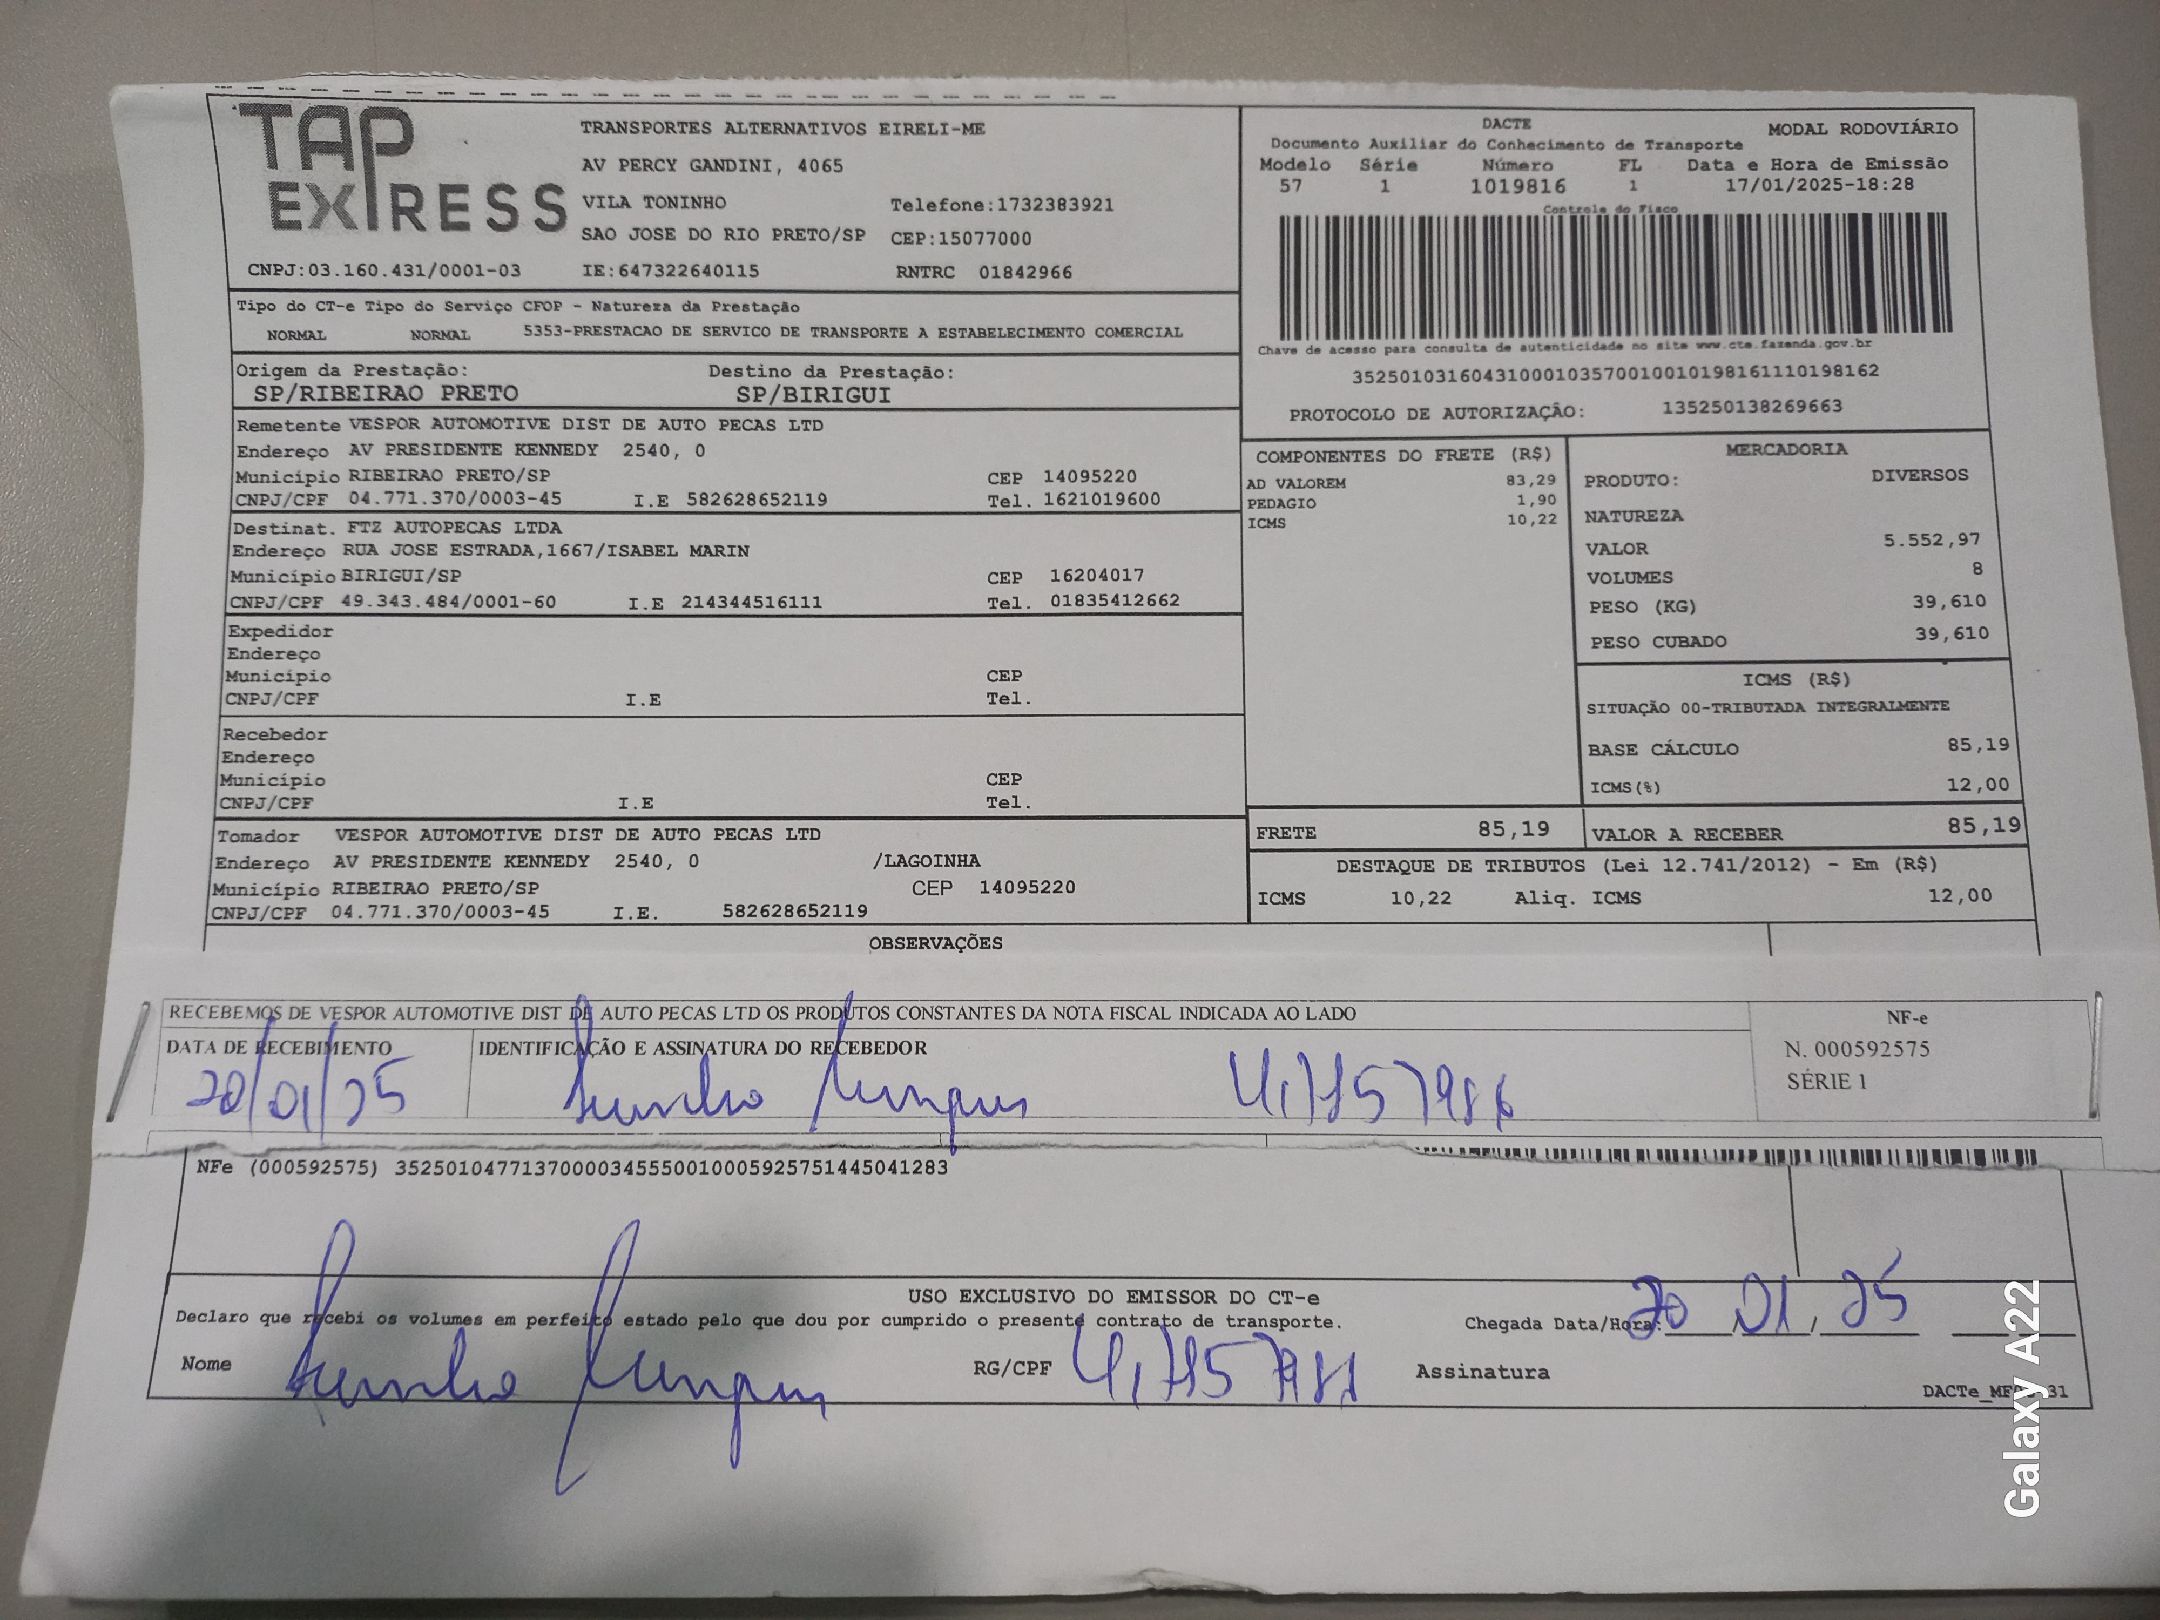 TAP EXPRESS
TRANSPORTES ALTERNATIVOS EIRELI-ME
AV PERCY GANDINI, 4065
VILA TONINHO Telefone:1732383921
SAO JOSE DO RIO PRETO/SP CEP:15077000
CNPJ:03.160.431/0001-03 IE:647322640115 RNTRC 01842966
DACTE MODAL RODOVIÁRIO
Documento Auxiliar do Conhecimento de Transporte
Modelo Série Número FL Data e Hora de Emissão
57 1 1019816 1 17/01/2025-18:28
Controle do Fisco
Chave de acesso para consulta de autenticidade no site www.cte.fazenda.gov.br
35250103160431000103570010010198161110198162
PROTOCOLO DE AUTORIZAÇÃO: 135250138269663
Tipo do CT-e Tipo do Serviço CFOP - Natureza da Prestação
NORMAL NORMAL 5353-PRESTACAO DE SERVICO DE TRANSPORTE A ESTABELECIMENTO COMERCIAL
Origem da Prestação: Destino da Prestação:
SP/RIBEIRAO PRETO SP/BIRIGUI
Remetente VESPOR AUTOMOTIVE DIST DE AUTO PECAS LTD
Endereço AV PRESIDENTE KENNEDY 2540, 0
Município RIBEIRAO PRETO/SP CEP 14095220
CNPJ/CPF 04.771.370/0003-45 I.E 582628652119 Tel. 1621019600
Destinat. FTZ AUTOPECAS LTDA
Endereço RUA JOSE ESTRADA,1667/ISABEL MARIN
Município BIRIGUI/SP CEP 16204017
CNPJ/CPF 49.343.484/0001-60 I.E 214344516111 Tel. 01835412662
Expedidor
Endereço
Município CEP
CNPJ/CPF I.E Tel.
Recebedor
Endereço
Município CEP
CNPJ/CPF I.E Tel.
Tomador VESPOR AUTOMOTIVE DIST DE AUTO PECAS LTD
Endereço AV PRESIDENTE KENNEDY 2540, 0 /LAGOINHA
Município RIBEIRAO PRETO/SP CEP 14095220
CNPJ/CPF 04.771.370/0003-45 I.E. 582628652119
COMPONENTES DO FRETE (R$)
AD VALOREM 83,29
PEDAGIO 1,90
ICMS 10,22
MERCADORIA
PRODUTO: DIVERSOS
NATUREZA
VALOR 5.552,97
VOLUMES 8
PESO (KG) 39,610
PESO CUBADO 39,610
ICMS (R$)
SITUAÇÃO 00-TRIBUTADA INTEGRALMENTE
BASE CÁLCULO 85,19
ICMS(%) 12,00
FRETE 85,19 VALOR A RECEBER 85,19
DESTAQUE DE TRIBUTOS (Lei 12.741/2012) - Em (R$)
ICMS 10,22 Aliq. ICMS 12,00
OBSERVAÇÕES
RECEBEMOS DE VESPOR AUTOMOTIVE DIST DE AUTO PECAS LTD OS PRODUTOS CONSTANTES DA NOTA FISCAL INDICADA AO LADO
DATA DE RECEBIMENTO IDENTIFICAÇÃO E ASSINATURA DO RECEBEDOR
20/01/25
NF-e
N. 000592575
SÉRIE 1
NFe (000592575) 35250104771370000345550010005925751445041283
USO EXCLUSIVO DO EMISSOR DO CT-e
Declaro que recebi os volumes em perfeito estado pelo que dou por cumprido o presente contrato de transporte. Chegada Data/Hora: 20 01 25
Nome RG/CPF Assinatura
Galaxy A22